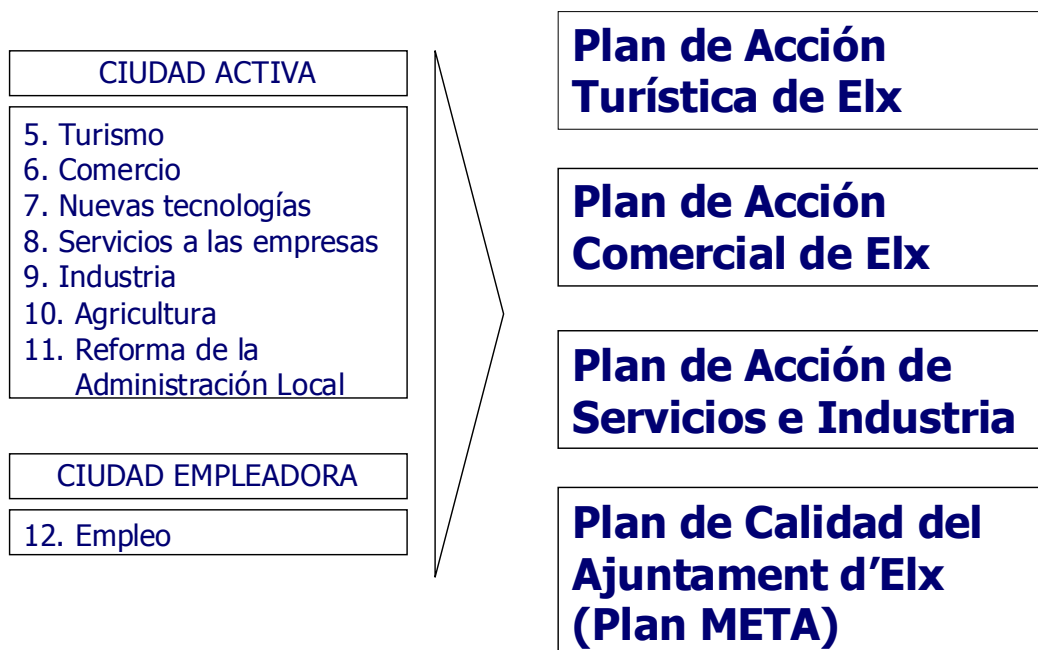 CIUDAD ACTIVA
5. Turismo
6. Comercio
7. Nuevas tecnologías
8. Servicios a las empresas
9. Industria
10. Agricultura
11. Reforma de la
Administración Local
CIUDAD EMPLEADORA
12. Empleo
Plan de Acción
Turística de Elx
Plan de Acción
Comercial de Elx
Plan de Acción de
Servicios e Industria
Plan de Calidad del
Ajuntament d’Elx
(Plan META)